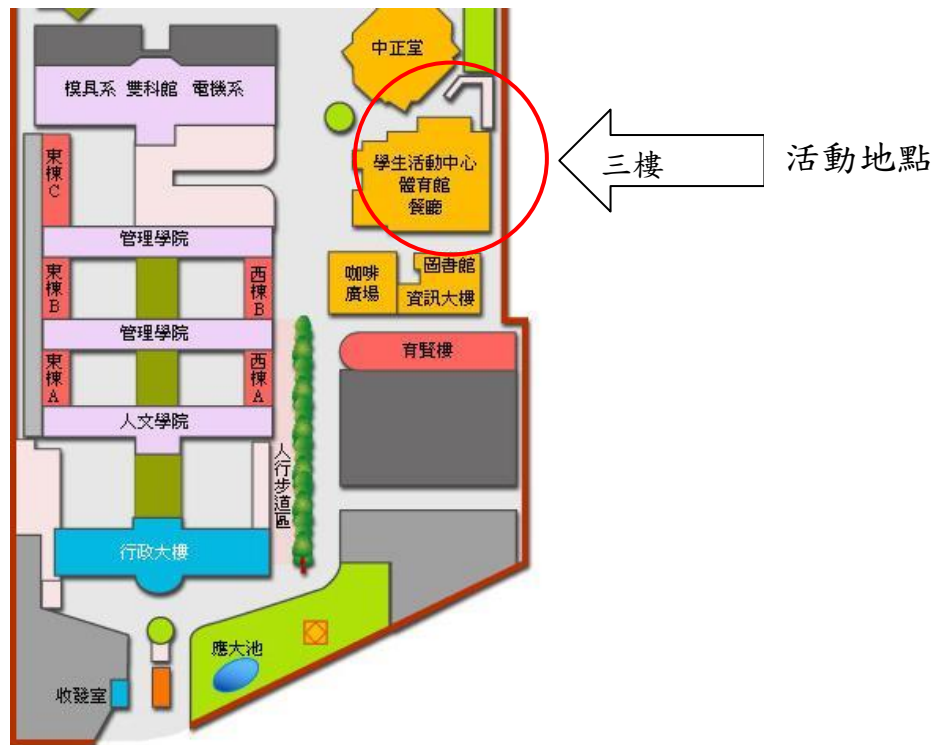 中正堂
模具系 雙科館 電機系
東棟C
學生活動中心
體育館
餐廳
三樓
活動地點
管理學院
東棟B
西棟B
咖啡
廣場
圖書館
資訊大樓
管理學院
東棟A
西棟A
育賢樓
人文學院
人行步道區
行政大樓
應大池
收發室